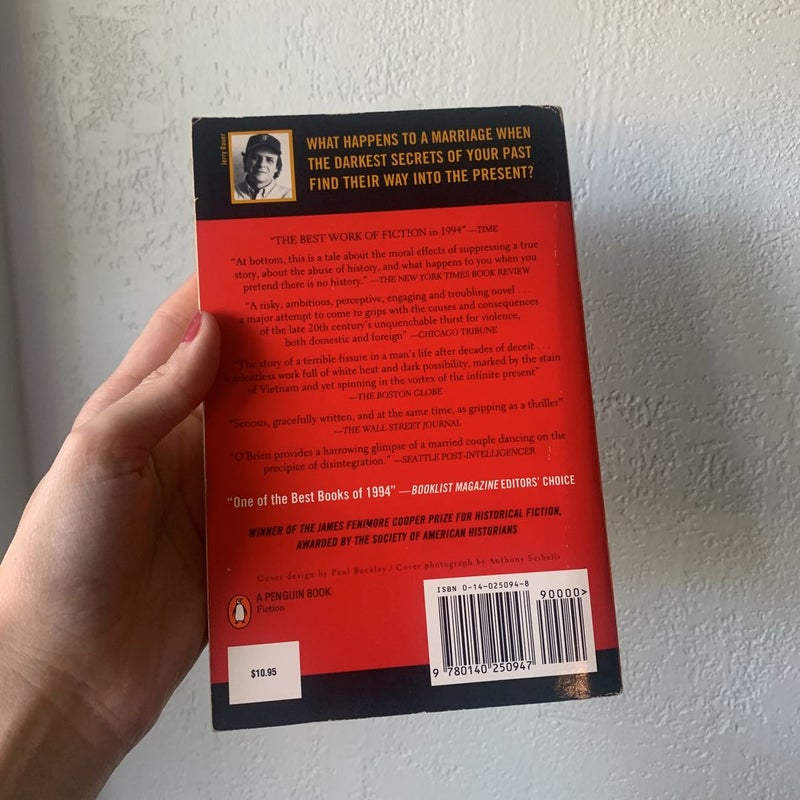 Jerry Bauer
WHAT HAPPENS TO A MARRIAGE WHEN
THE DARKEST SECRETS OF YOUR PAST
FIND THEIR WAY INTO THE PRESENT?
"THE BEST WORK OF FICTION in 1994" —TIME
"At bottom, this is a tale about the moral effects of suppressing a true
story, about the abuse of history, and what happens to you when you
pretend there is no history." —THE NEW YORK TIMES BOOK REVIEW
"A risky, ambitious, perceptive, engaging and troubling novel . . .
a major attempt to come to grips with the causes and consequences
of the late 20th century's unquenchable thirst for violence,
both domestic and foreign" —CHICAGO TRIBUNE
"The story of a terrible fissure in a man's life after decades of deceit . . .
a relentless work full of white heat and dark possibility, marked by the stain
of Vietnam and yet spinning in the vortex of the infinite present"
—THE BOSTON GLOBE
"Serious, gracefully written, and at the same time, as gripping as a thriller"
—THE WALL STREET JOURNAL
"O'Brien provides a harrowing glimpse of a married couple dancing on the
precipice of disintegration." —SEATTLE POST-INTELLIGENCER
"One of the Best Books of 1994" —BOOKLIST MAGAZINE EDITORS' CHOICE
WINNER OF THE JAMES FENIMORE COOPER PRIZE FOR HISTORICAL FICTION,
AWARDED BY THE SOCIETY OF AMERICAN HISTORIANS
Cover design by Paul Buckley / Cover photograph by Anthony Scibelli
A PENGUIN BOOK
Fiction
ISBN 0-14-025094-8
90000>
9 780140 250947
$10.95